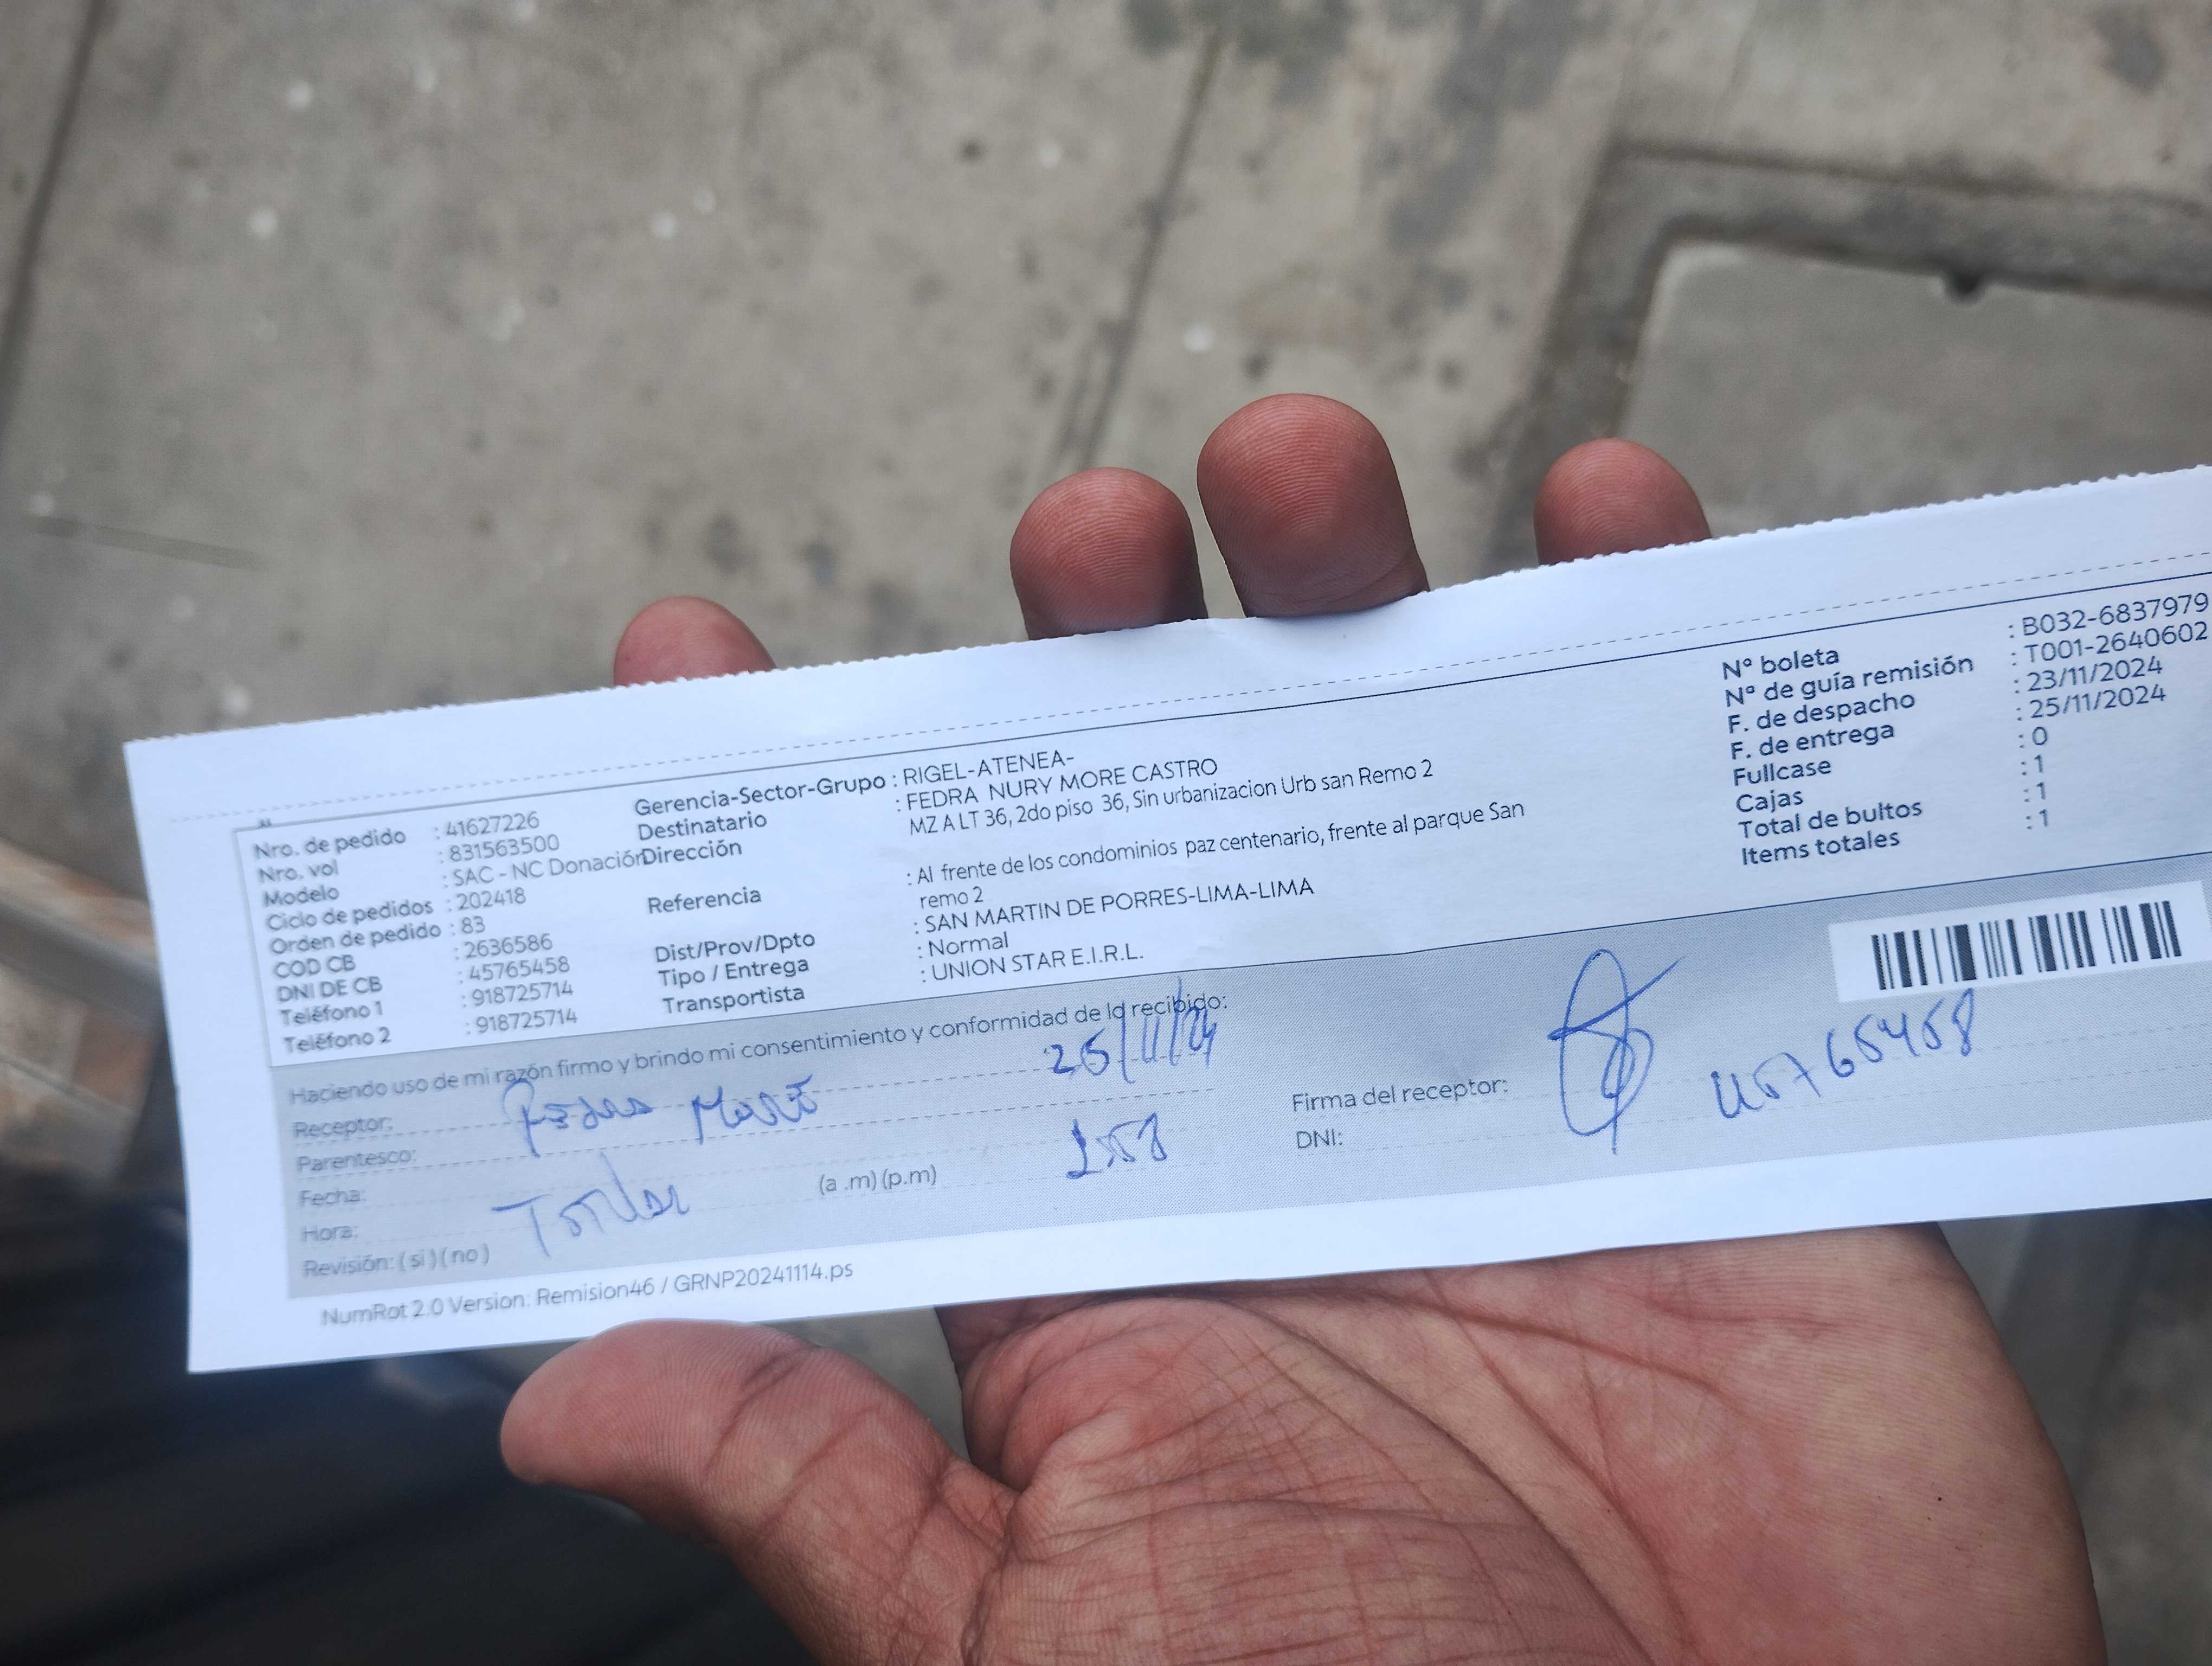 Nro. de pedido : 41627226
Nro. vol : 831563500
Modelo : SAC - NC Donación
Ciclo de pedidos : 202418
Orden de pedido : 83
COD CB : 2636586
DNI DE CB : 45765458
Teléfono 1 : 918725714
Teléfono 2 : 918725714
Gerencia-Sector-Grupo : RIGEL-ATENEA-
Destinatario : FEDRA NURY MORE CASTRO
Dirección MZ A LT 36, 2do piso 36, Sin urbanizacion Urb san Remo 2
Referencia : Al frente de los condominios paz centenario, frente al parque San
remo 2
Dist/Prov/Dpto : SAN MARTIN DE PORRES-LIMA-LIMA
Tipo / Entrega : Normal
Transportista : UNION STAR E.I.R.L.
N° boleta : B032-6837979
N° de guía remisión : T001-2640602
F. de despacho : 23/11/2024
F. de entrega : 25/11/2024
Fullcase : 0
Cajas : 1
Total de bultos : 1
Items totales : 1
Haciendo uso de mi razón firmo y brindo mi consentimiento y conformidad de lo recibido:
Receptor:
Parentesco:
Fecha:
Hora: (a .m) (p.m)
Revisión: ( si ) ( no )
Firma del receptor:
DNI: 45765458
NumRot 2.0 Version: Remision46 / GRNP20241114.ps